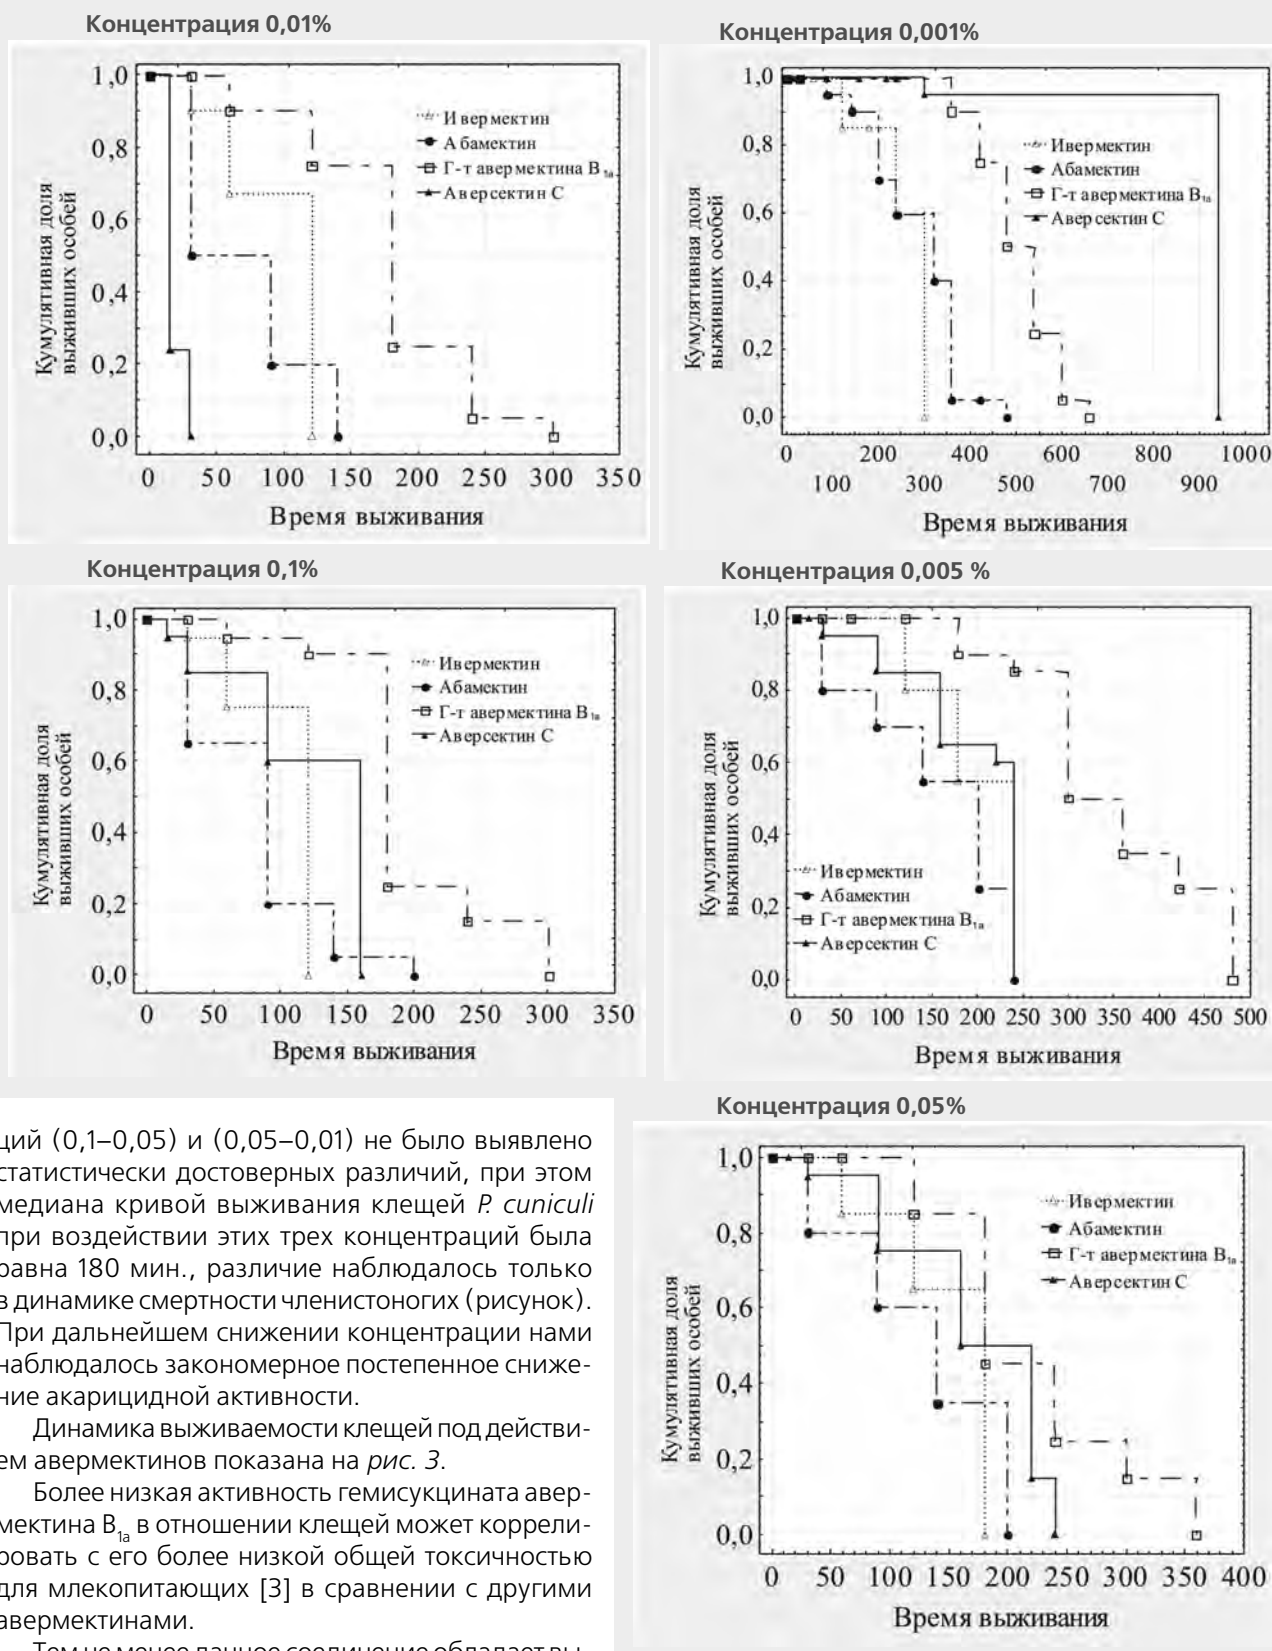 Концентрация 0,01%
Кумулятивная доля
выживших особей
1,0
0,8
0,6
0,4
0,2
0,0
Ивермектин
Абамектин
Г-т авермектина B1a
Аверсектин С
0 50 100 150 200 250 300 350
Время выживания
Концентрация 0,001%
Кумулятивная доля
выживших особей
1,0
0,8
0,6
0,4
0,2
0,0
Ивермектин
Абамектин
Г-т авермектина B1a
Аверсектин С
0 200 400 600 800 1000
100 300 500 700 900
Время выживания
Концентрация 0,1%
Кумулятивная доля
выживших особей
1,0
0,8
0,6
0,4
0,2
0,0
Ивермектин
Абамектин
Г-т авермектина B1a
Аверсектин С
0 50 100 150 200 250 300 350
Время выживания
Концентрация 0,005 %
Кумулятивная доля
выживших особей
1,0
0,8
0,6
0,4
0,2
0,0
Ивермектин
Абамектин
Г-т авермектина B1a
Аверсектин С
0 50 100 150 200 250 300 350 400 450 500
Время выживания
ций (0,1–0,05) и (0,05–0,01) не было выявлено
статистически достоверных различий, при этом
медиана кривой выживания клещей P. cuniculi
при воздействии этих трех концентраций была
равна 180 мин., различие наблюдалось только
в динамике смертности членистоногих (рисунок).
При дальнейшем снижении концентрации нами
наблюдалось закономерное постепенное сниже-
ние акарицидной активности.
Динамика выживаемости клещей под действи-
ем авермектинов показана на рис. 3.
Более низкая активность гемисукцината авер-
мектина B1a в отношении клещей может коррели-
ровать с его более низкой общей токсичностью
для млекопитающих [3] в сравнении с другими
авермектинами.
Тем не менее данное соединение обладает вы-
Концентрация 0,05%
Кумулятивная доля
выживших особей
1,0
0,8
0,6
0,4
0,2
0,0
Ивермектин
Абамектин
Г-т авермектина B1a
Аверсектин С
0 50 100 150 200 250 300 350 400
Время выживания